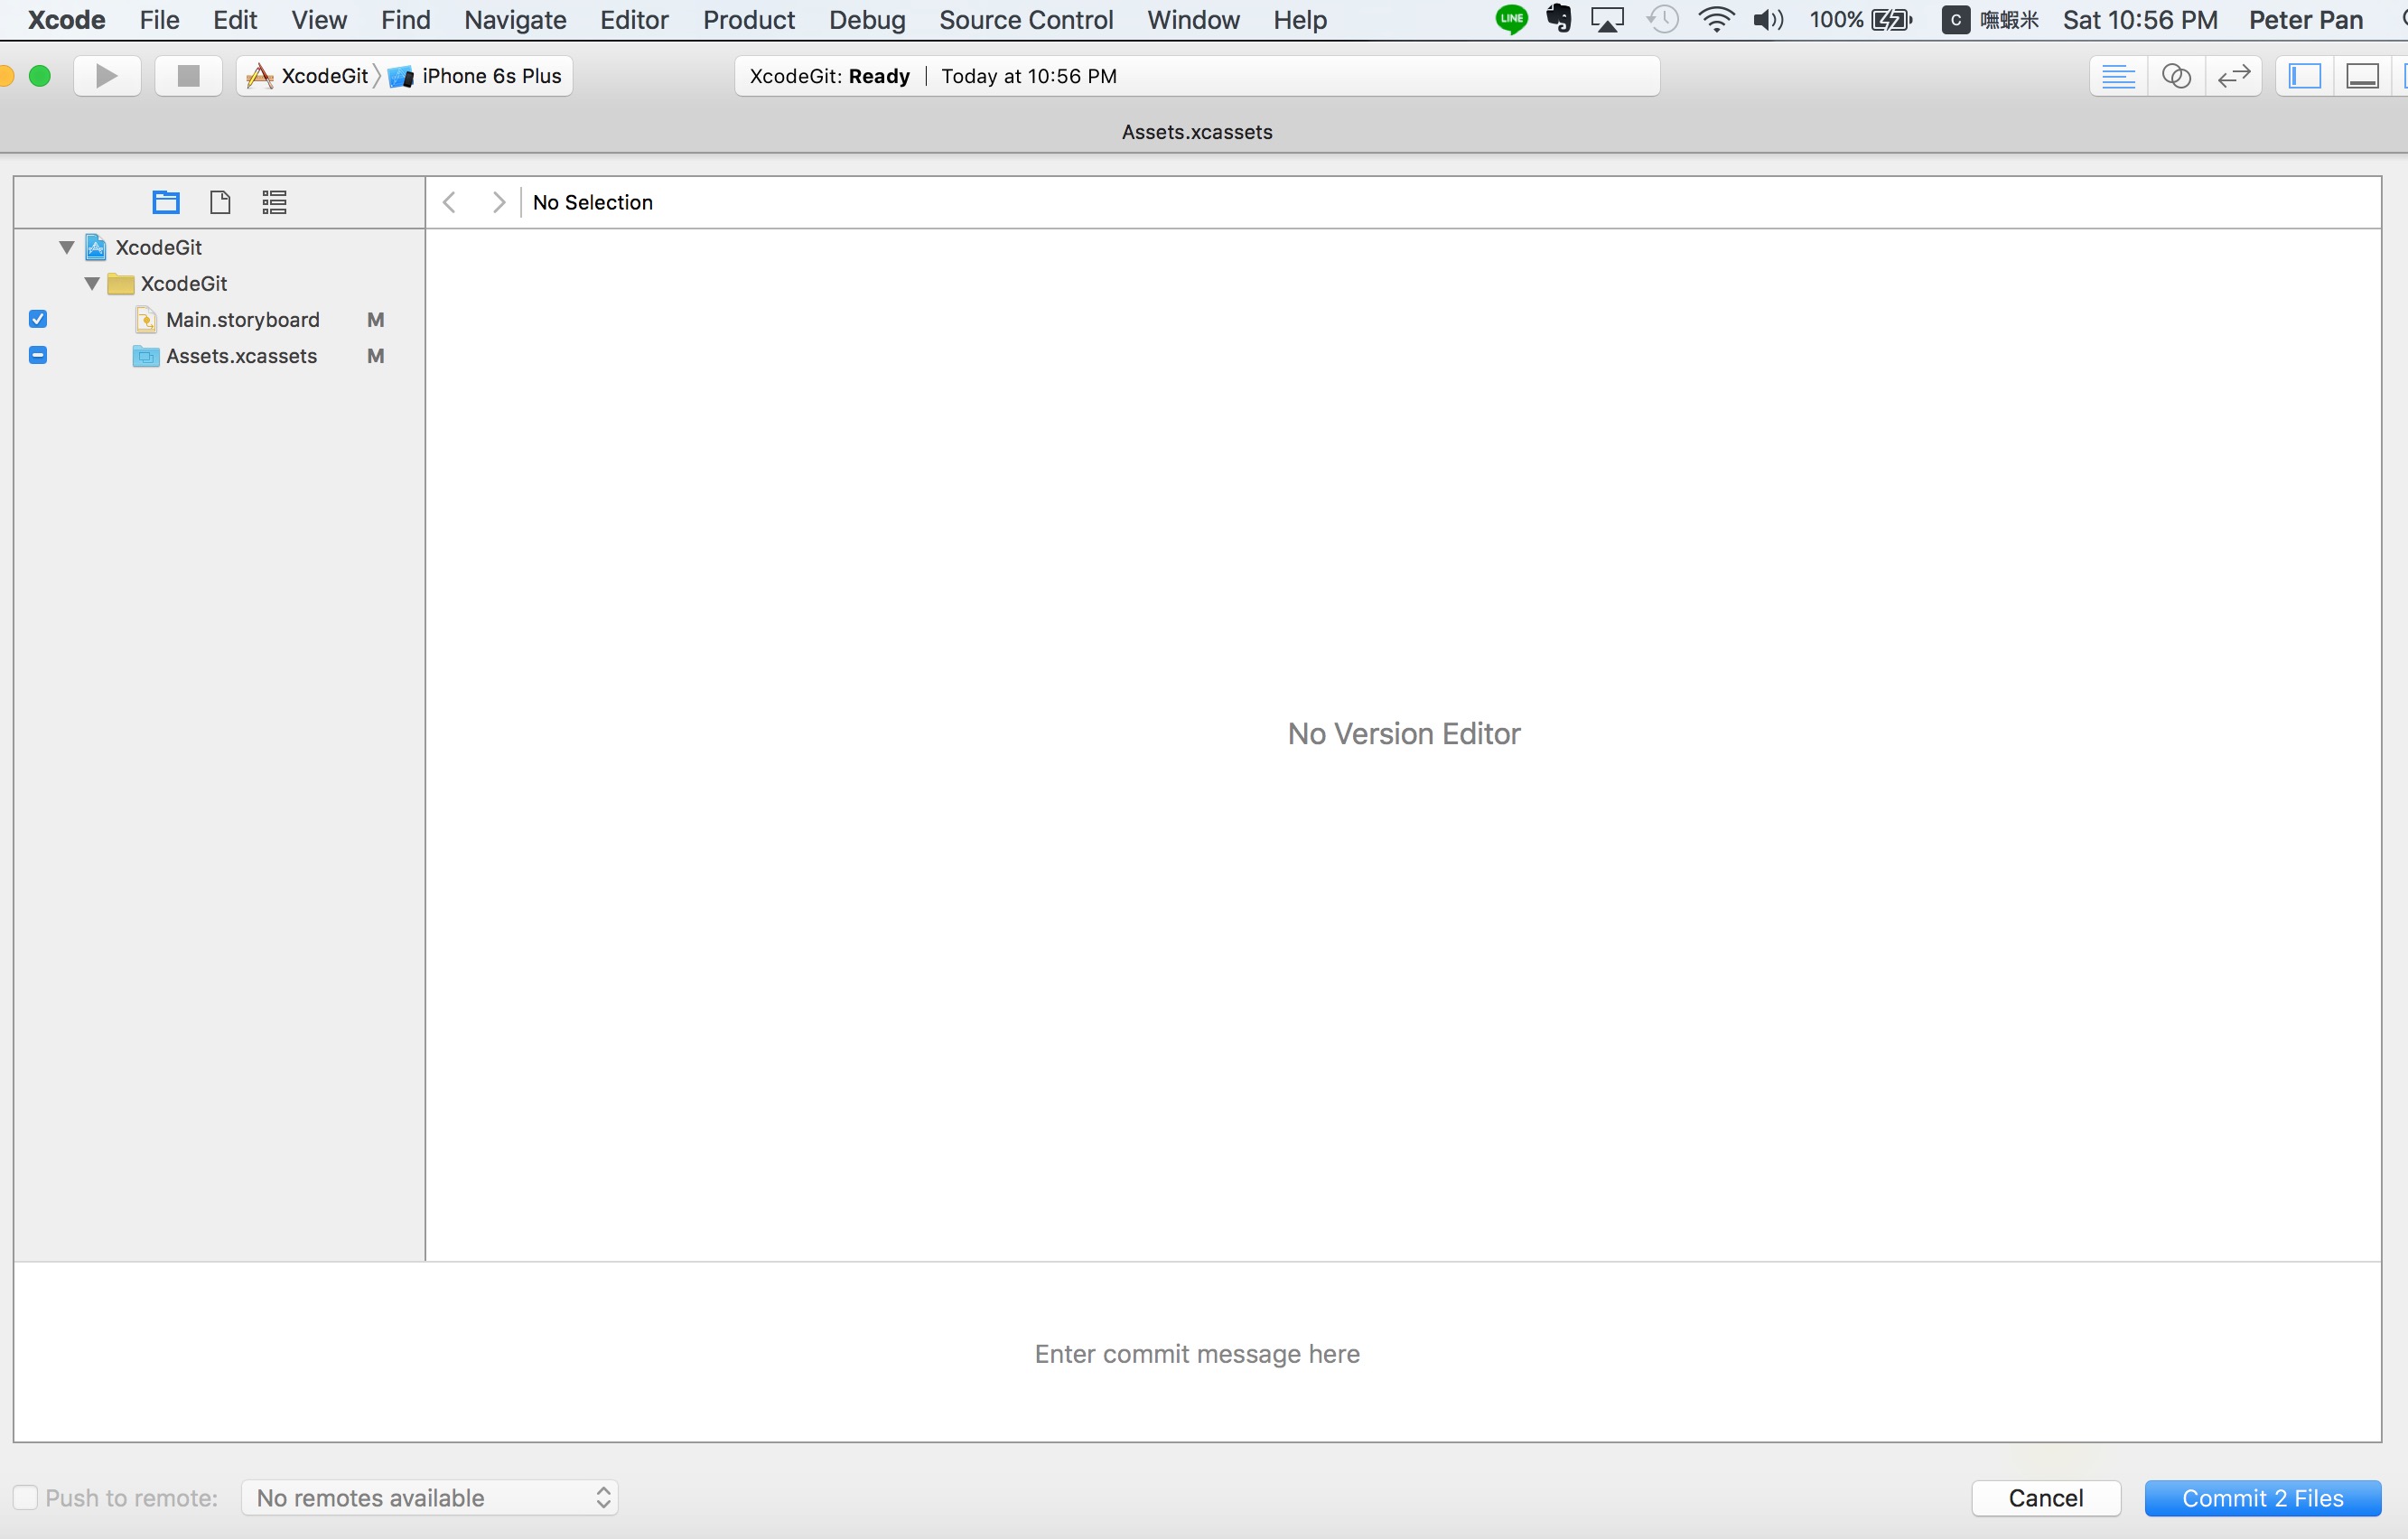 Xcode File Edit View Find Navigate Editor Product Debug Source Control Window Help LINE 100% C 嘸蝦米 Sat 10:56 PM Peter Pan
XcodeGit iPhone 6s Plus XcodeGit: Ready | Today at 10:56 PM
Assets.xcassets
No Selection
XcodeGit
XcodeGit
Main.storyboard M
Assets.xcassets M
No Version Editor
Enter commit message here
Push to remote: No remotes available Cancel Commit 2 Files